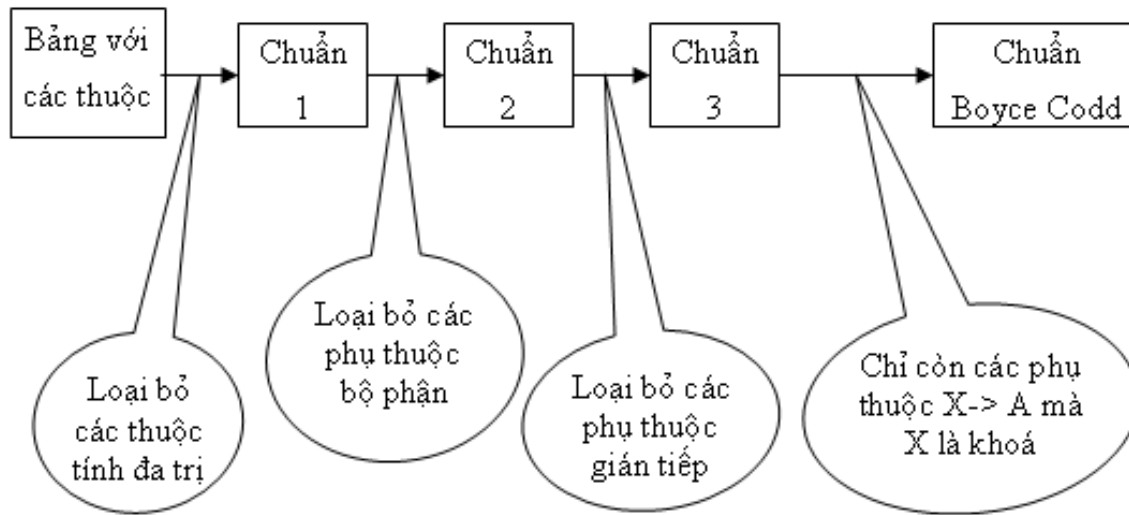 Bảng với
các thuộc
Chuẩn
1
Chuẩn
2
Chuẩn
3
Chuẩn
Boyce Codd
Loại bỏ
các thuộc
tính đa trị
Loại bỏ các
phụ thuộc
bộ phận
Loại bỏ các
phụ thuộc
gián tiếp
Chỉ còn các phụ
thuộc X-> A mà
X là khoá